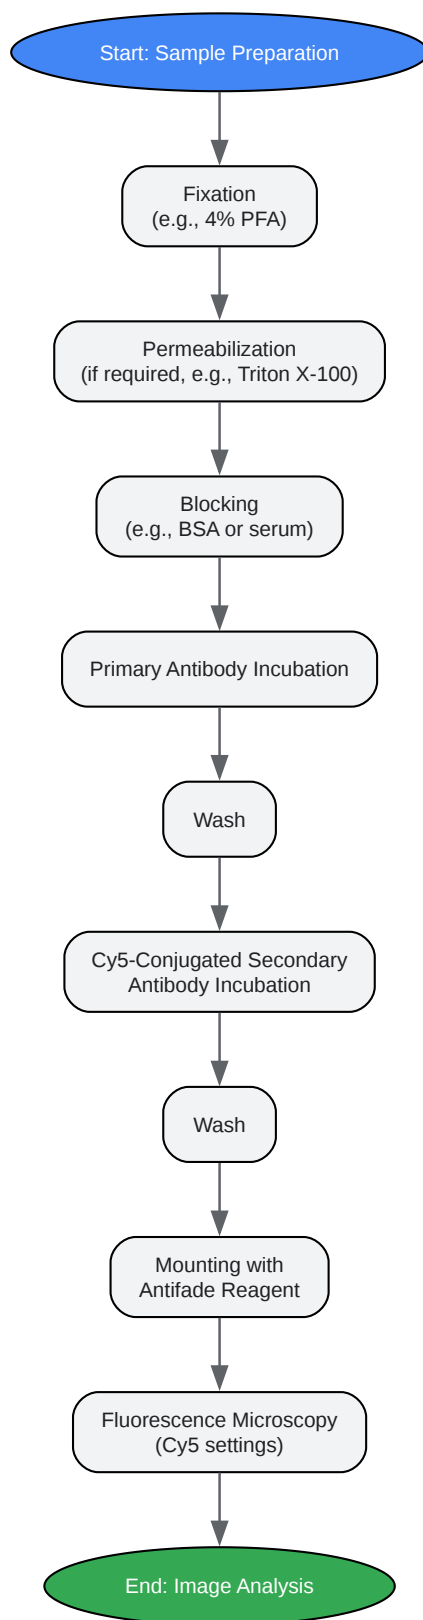 Start: Sample Preparation
Fixation
(e.g., 4% PFA)
Permeabilization
(if required, e.g., Triton X-100)
Blocking
(e.g., BSA or serum)
Primary Antibody Incubation
Wash
Cy5-Conjugated Secondary
Antibody Incubation
Wash
Mounting with
Antifade Reagent
Fluorescence Microscopy
(Cy5 settings)
End: Image Analysis